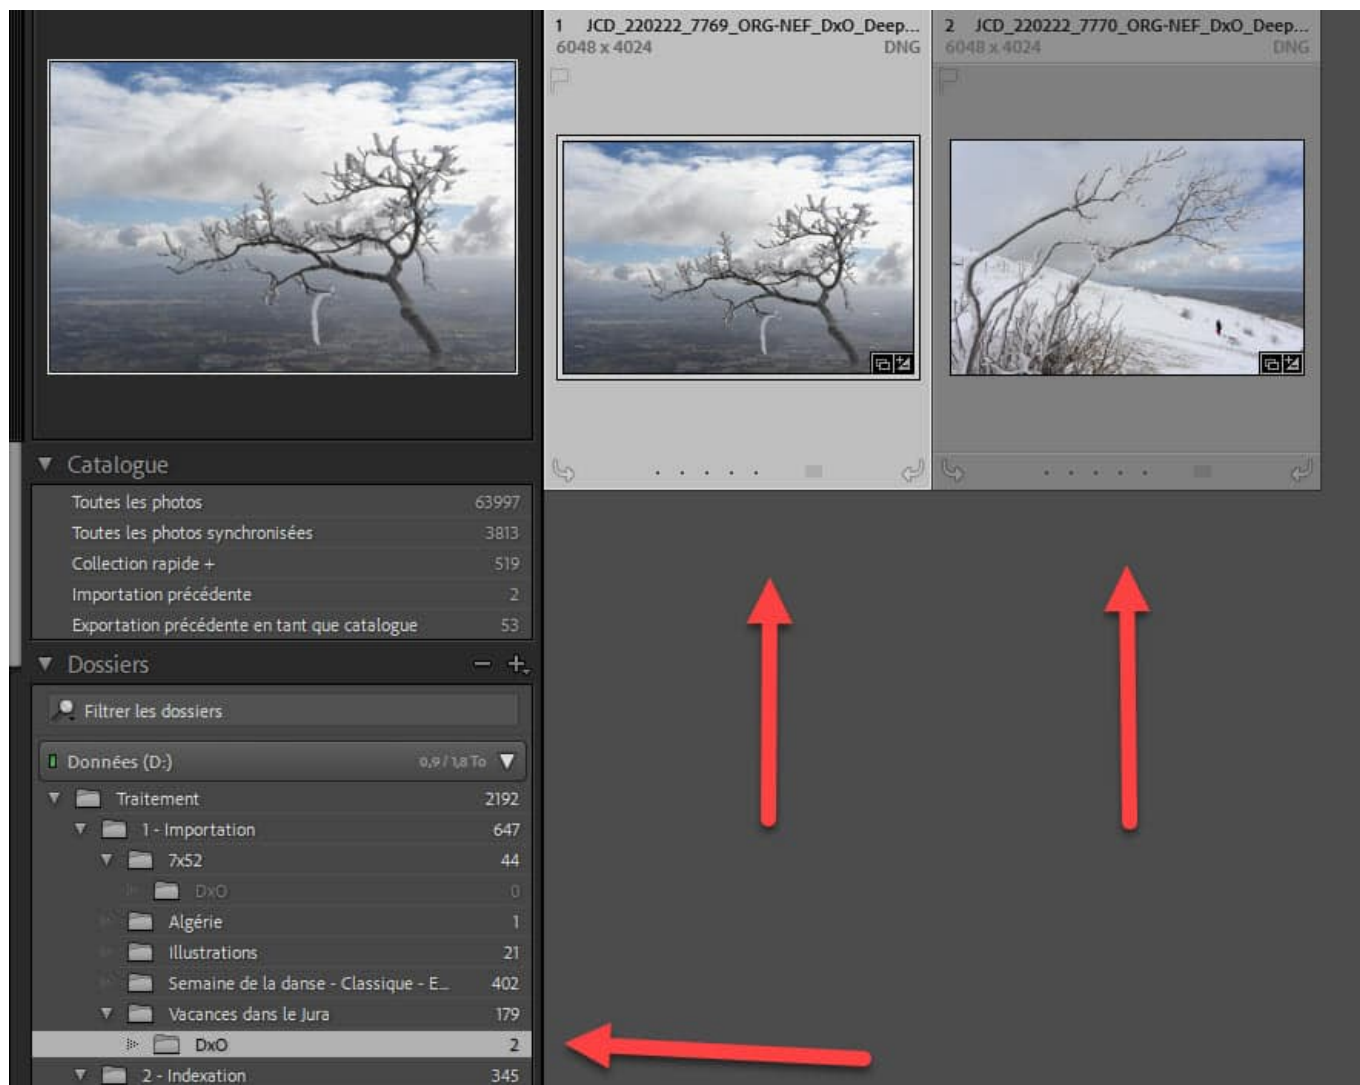 1 JCD_220222_7769_ORG-NEF_DxO_Deep...
6048 x 4024 DNG
2 JCD_220222_7770_ORG-NEF_DxO_Deep...
6048 x 4024 DNG
Catalogue
Toutes les photos 63997
Toutes les photos synchronisées 3813
Collection rapide + 519
Importation précédente 2
Exportation précédente en tant que catalogue 53
Dossiers
Filtrer les dossiers
Données (D:) 0,9 / 1,8 To
Traitement 2192
1 - Importation 647
7x52 44
DxO 0
Algérie 1
Illustrations 21
Semaine de la danse - Classique - E... 402
Vacances dans le Jura 179
DxO 2
2 - Indexation 345